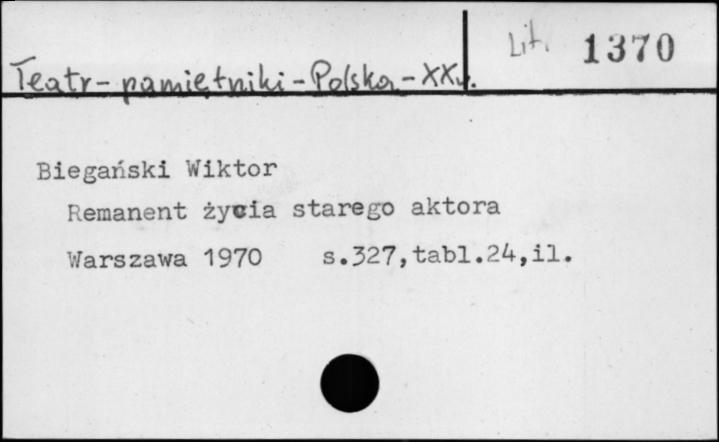 Lit. 1370
Teatr - pamiętniki - Polska - XX w.
Biegański Wiktor
Remanent życia starego aktora
Warszawa 1970 s.327,tabl.24,il.